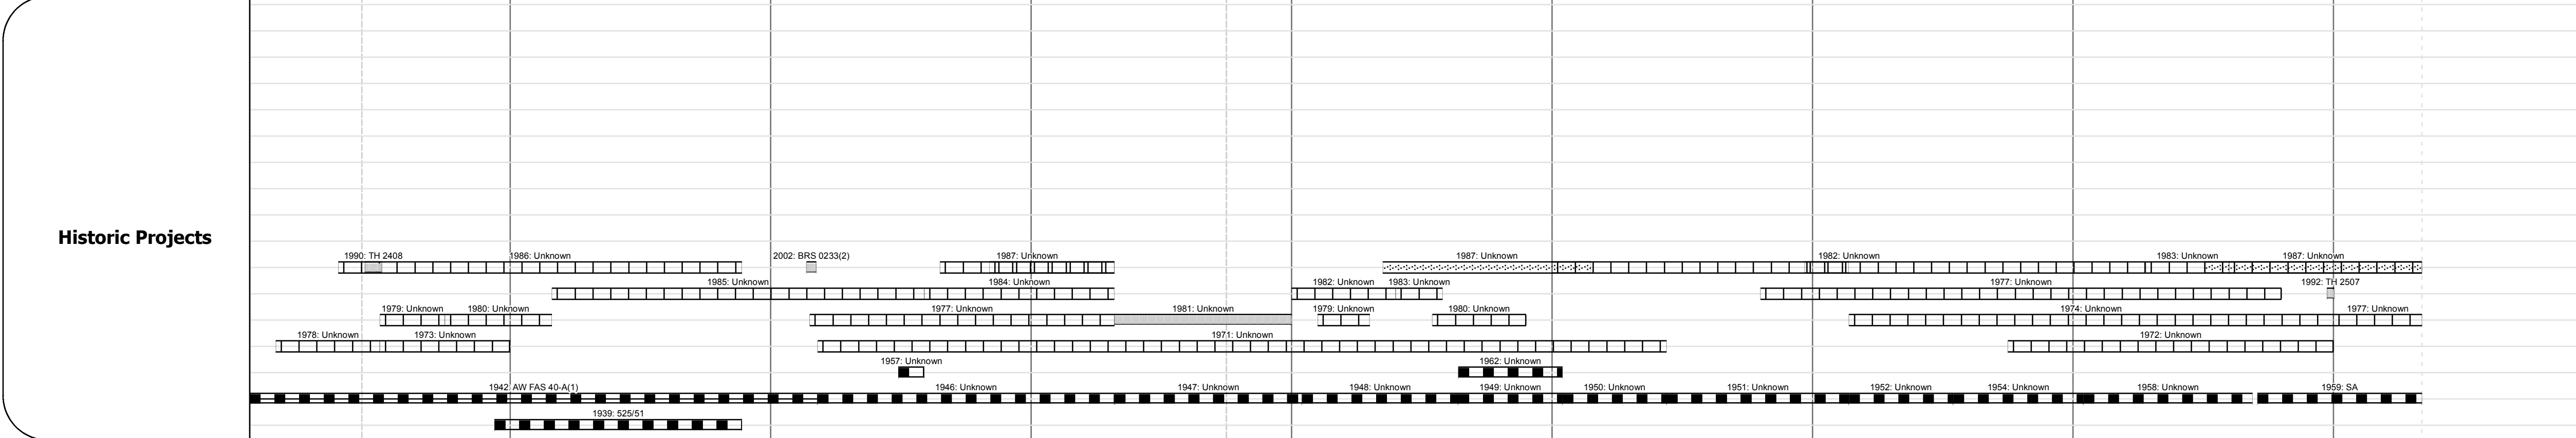 Historic Projects
1990: TH 2408 1986: Unknown 2002: BRS 0233(2) 1987: Unknown 1987: Unknown 1982: Unknown 1983: Unknown 1987: Unknown
1985: Unknown 1984: Unknown 1982: Unknown 1983: Unknown 1977: Unknown 1992: TH 2507
1979: Unknown 1980: Unknown 1977: Unknown 1981: Unknown 1979: Unknown 1980: Unknown 1974: Unknown 1977: Unknown
1978: Unknown 1973: Unknown 1971: Unknown 1972: Unknown
1957: Unknown 1962: Unknown
1942: AW FAS 40-A(1) 1946: Unknown 1947: Unknown 1948: Unknown 1949: Unknown 1950: Unknown 1951: Unknown 1952: Unknown 1954: Unknown 1958: Unknown 1959: SA
1939: 525/51